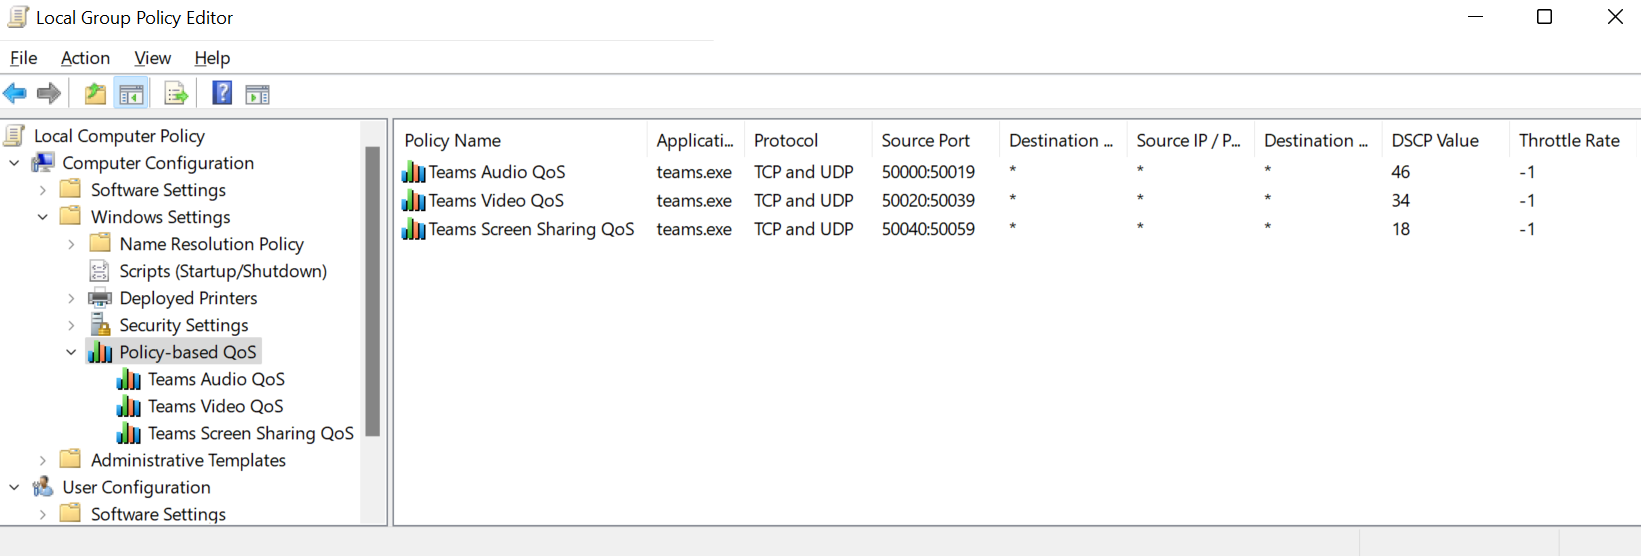 Local Group Policy Editor
File Action View Help
Local Computer Policy
Computer Configuration
Software Settings
Windows Settings
Name Resolution Policy
Scripts (Startup/Shutdown)
Deployed Printers
Security Settings
Policy-based QoS
Teams Audio QoS
Teams Video QoS
Teams Screen Sharing QoS
Administrative Templates
User Configuration
Software Settings
Policy Name Applicati... Protocol Source Port Destination ... Source IP / P... Destination ... DSCP Value Throttle Rate
Teams Audio QoS teams.exe TCP and UDP 50000:50019 * * * 46 -1
Teams Video QoS teams.exe TCP and UDP 50020:50039 * * * 34 -1
Teams Screen Sharing QoS teams.exe TCP and UDP 50040:50059 * * * 18 -1